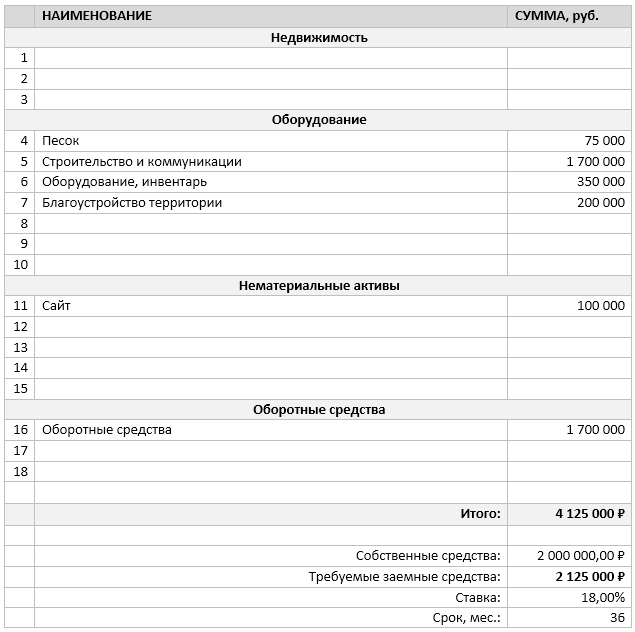 НАИМЕНОВАНИЕ СУММА, руб.
Недвижимость
1
2
3
Оборудование
4 Песок 75 000
5 Строительство и коммуникации 1 700 000
6 Оборудование, инвентарь 350 000
7 Благоустройство территории 200 000
8
9
10
Нематериальные активы
11 Сайт 100 000
12
13
14
15
Оборотные средства
16 Оборотные средства 1 700 000
17
18
Итого: 4 125 000 ₽
Собственные средства: 2 000 000,00 ₽
Требуемые заемные средства: 2 125 000 ₽
Ставка: 18,00%
Срок, мес.: 36